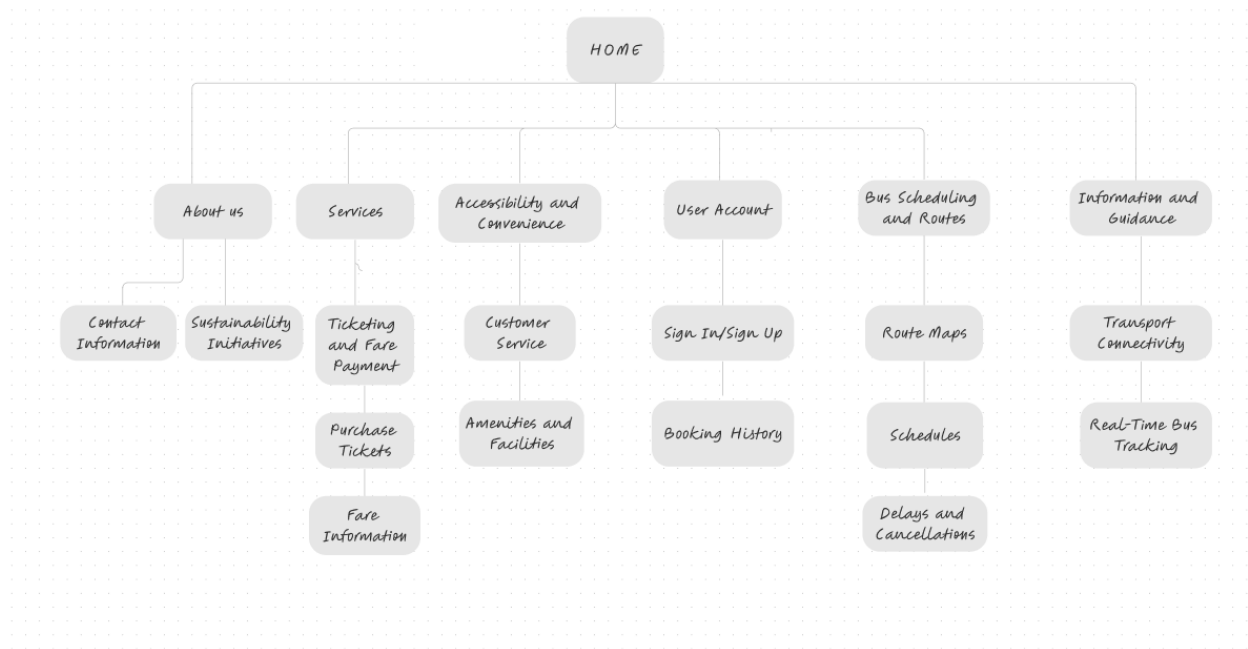 HOME
About us
Services
Accessibility and
Convenience
User Account
Bus Scheduling
and Routes
Information and
Guidance
Contact
Information
Sustainability
Initiatives
Ticketing
and Fare
Payment
Customer
Service
Sign In/Sign Up
Route Maps
Transport
Connectivity
Purchase
Tickets
Amenities and
Facilities
Booking History
Schedules
Real-Time Bus
Tracking
Fare
Information
Delays and
Cancellations